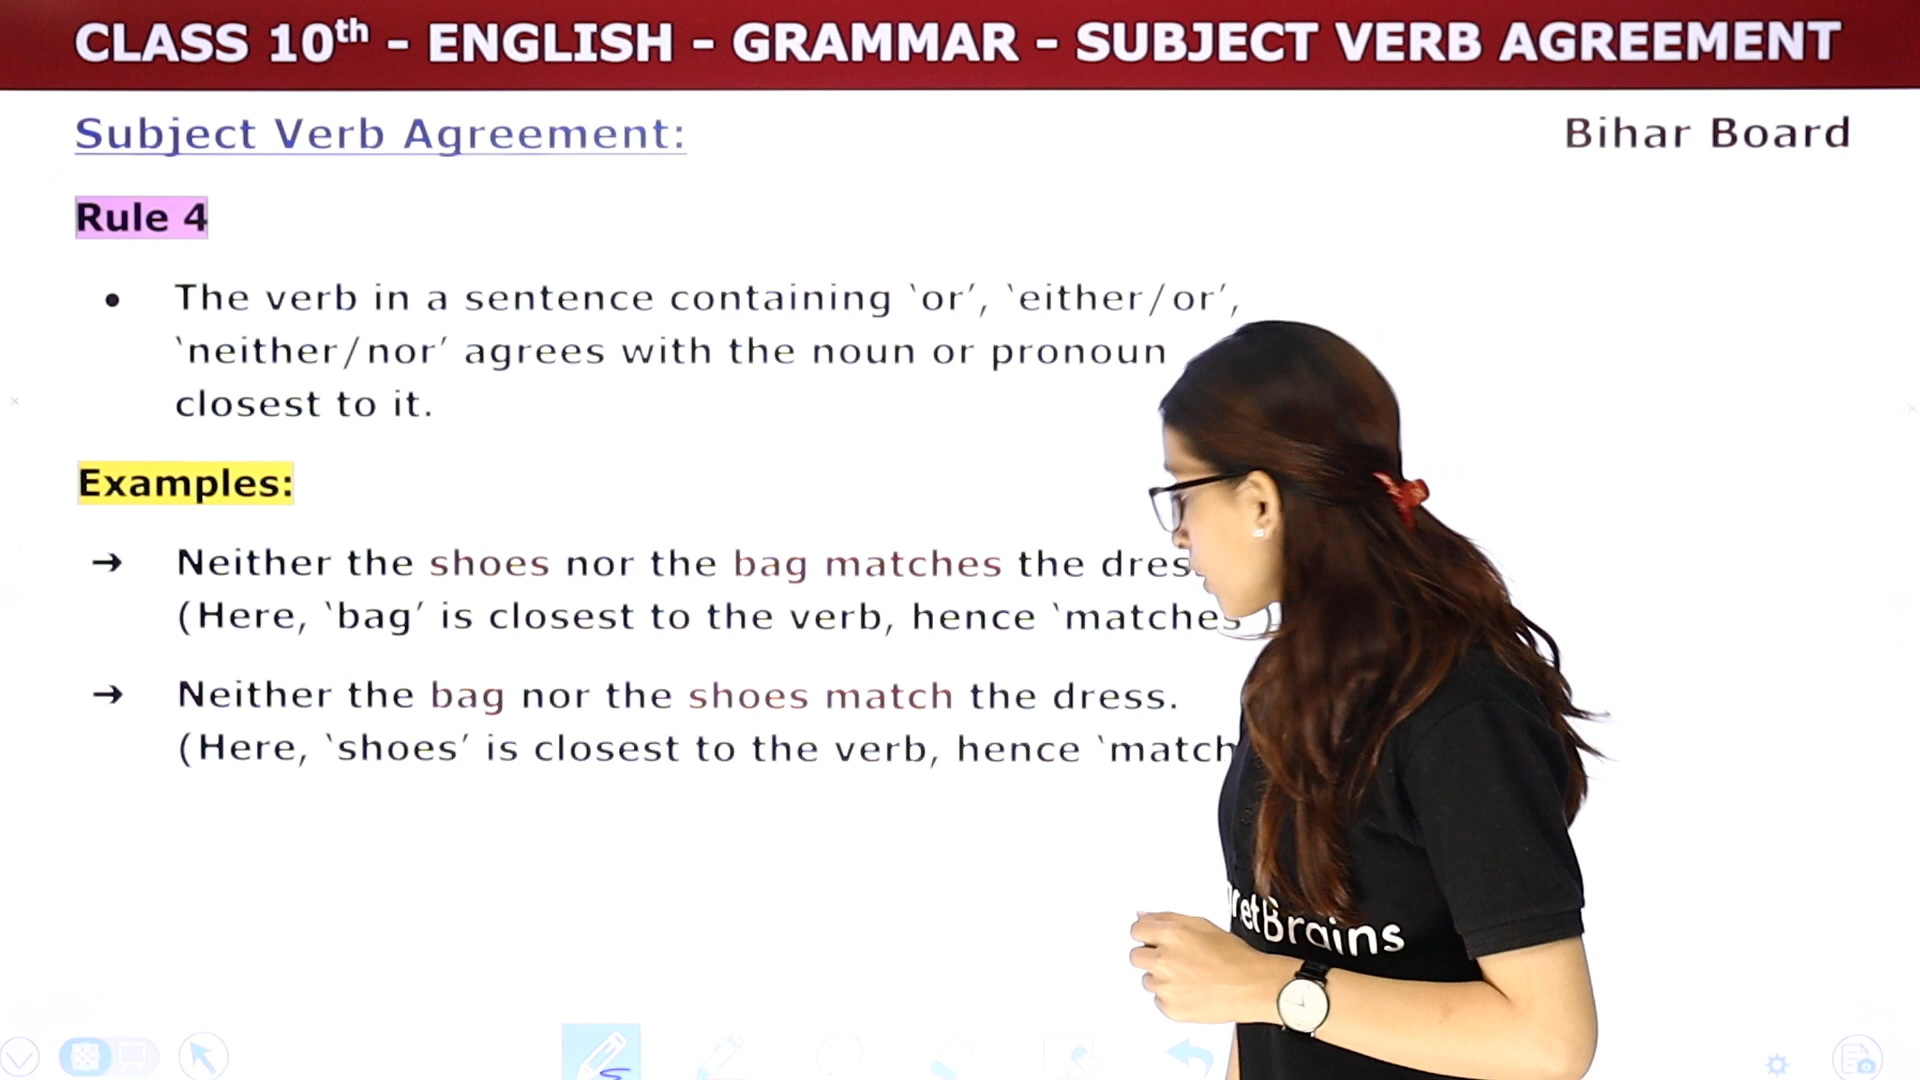 CLASS 10th - ENGLISH - GRAMMAR - SUBJECT VERB AGREEMENT
Subject Verb Agreement:
Bihar Board
Rule 4
• The verb in a sentence containing ‘or’, ‘either/or’,
‘neither/nor’ agrees with the noun or pronoun
closest to it.
Examples:
➔ Neither the shoes nor the bag matches the dres
(Here, ‘bag’ is closest to the verb, hence ‘matches’)
➔ Neither the bag nor the shoes match the dress.
(Here, ‘shoes’ is closest to the verb, hence ‘match
retBrains